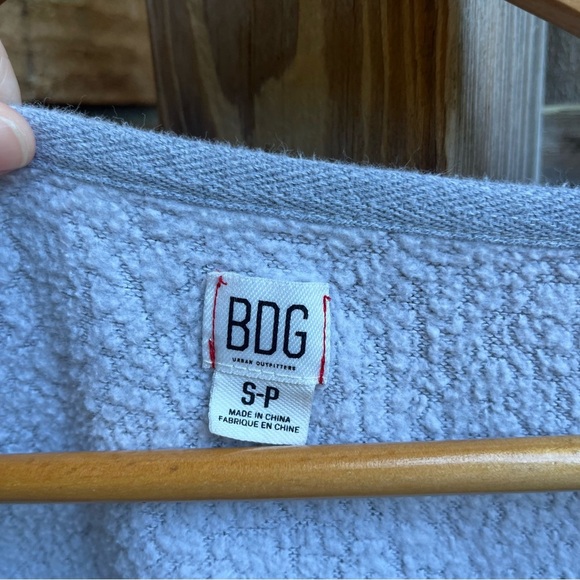 BDG
URBAN OUTFITTERS
S-P
MADE IN CHINA
FABRIQUE EN CHINE